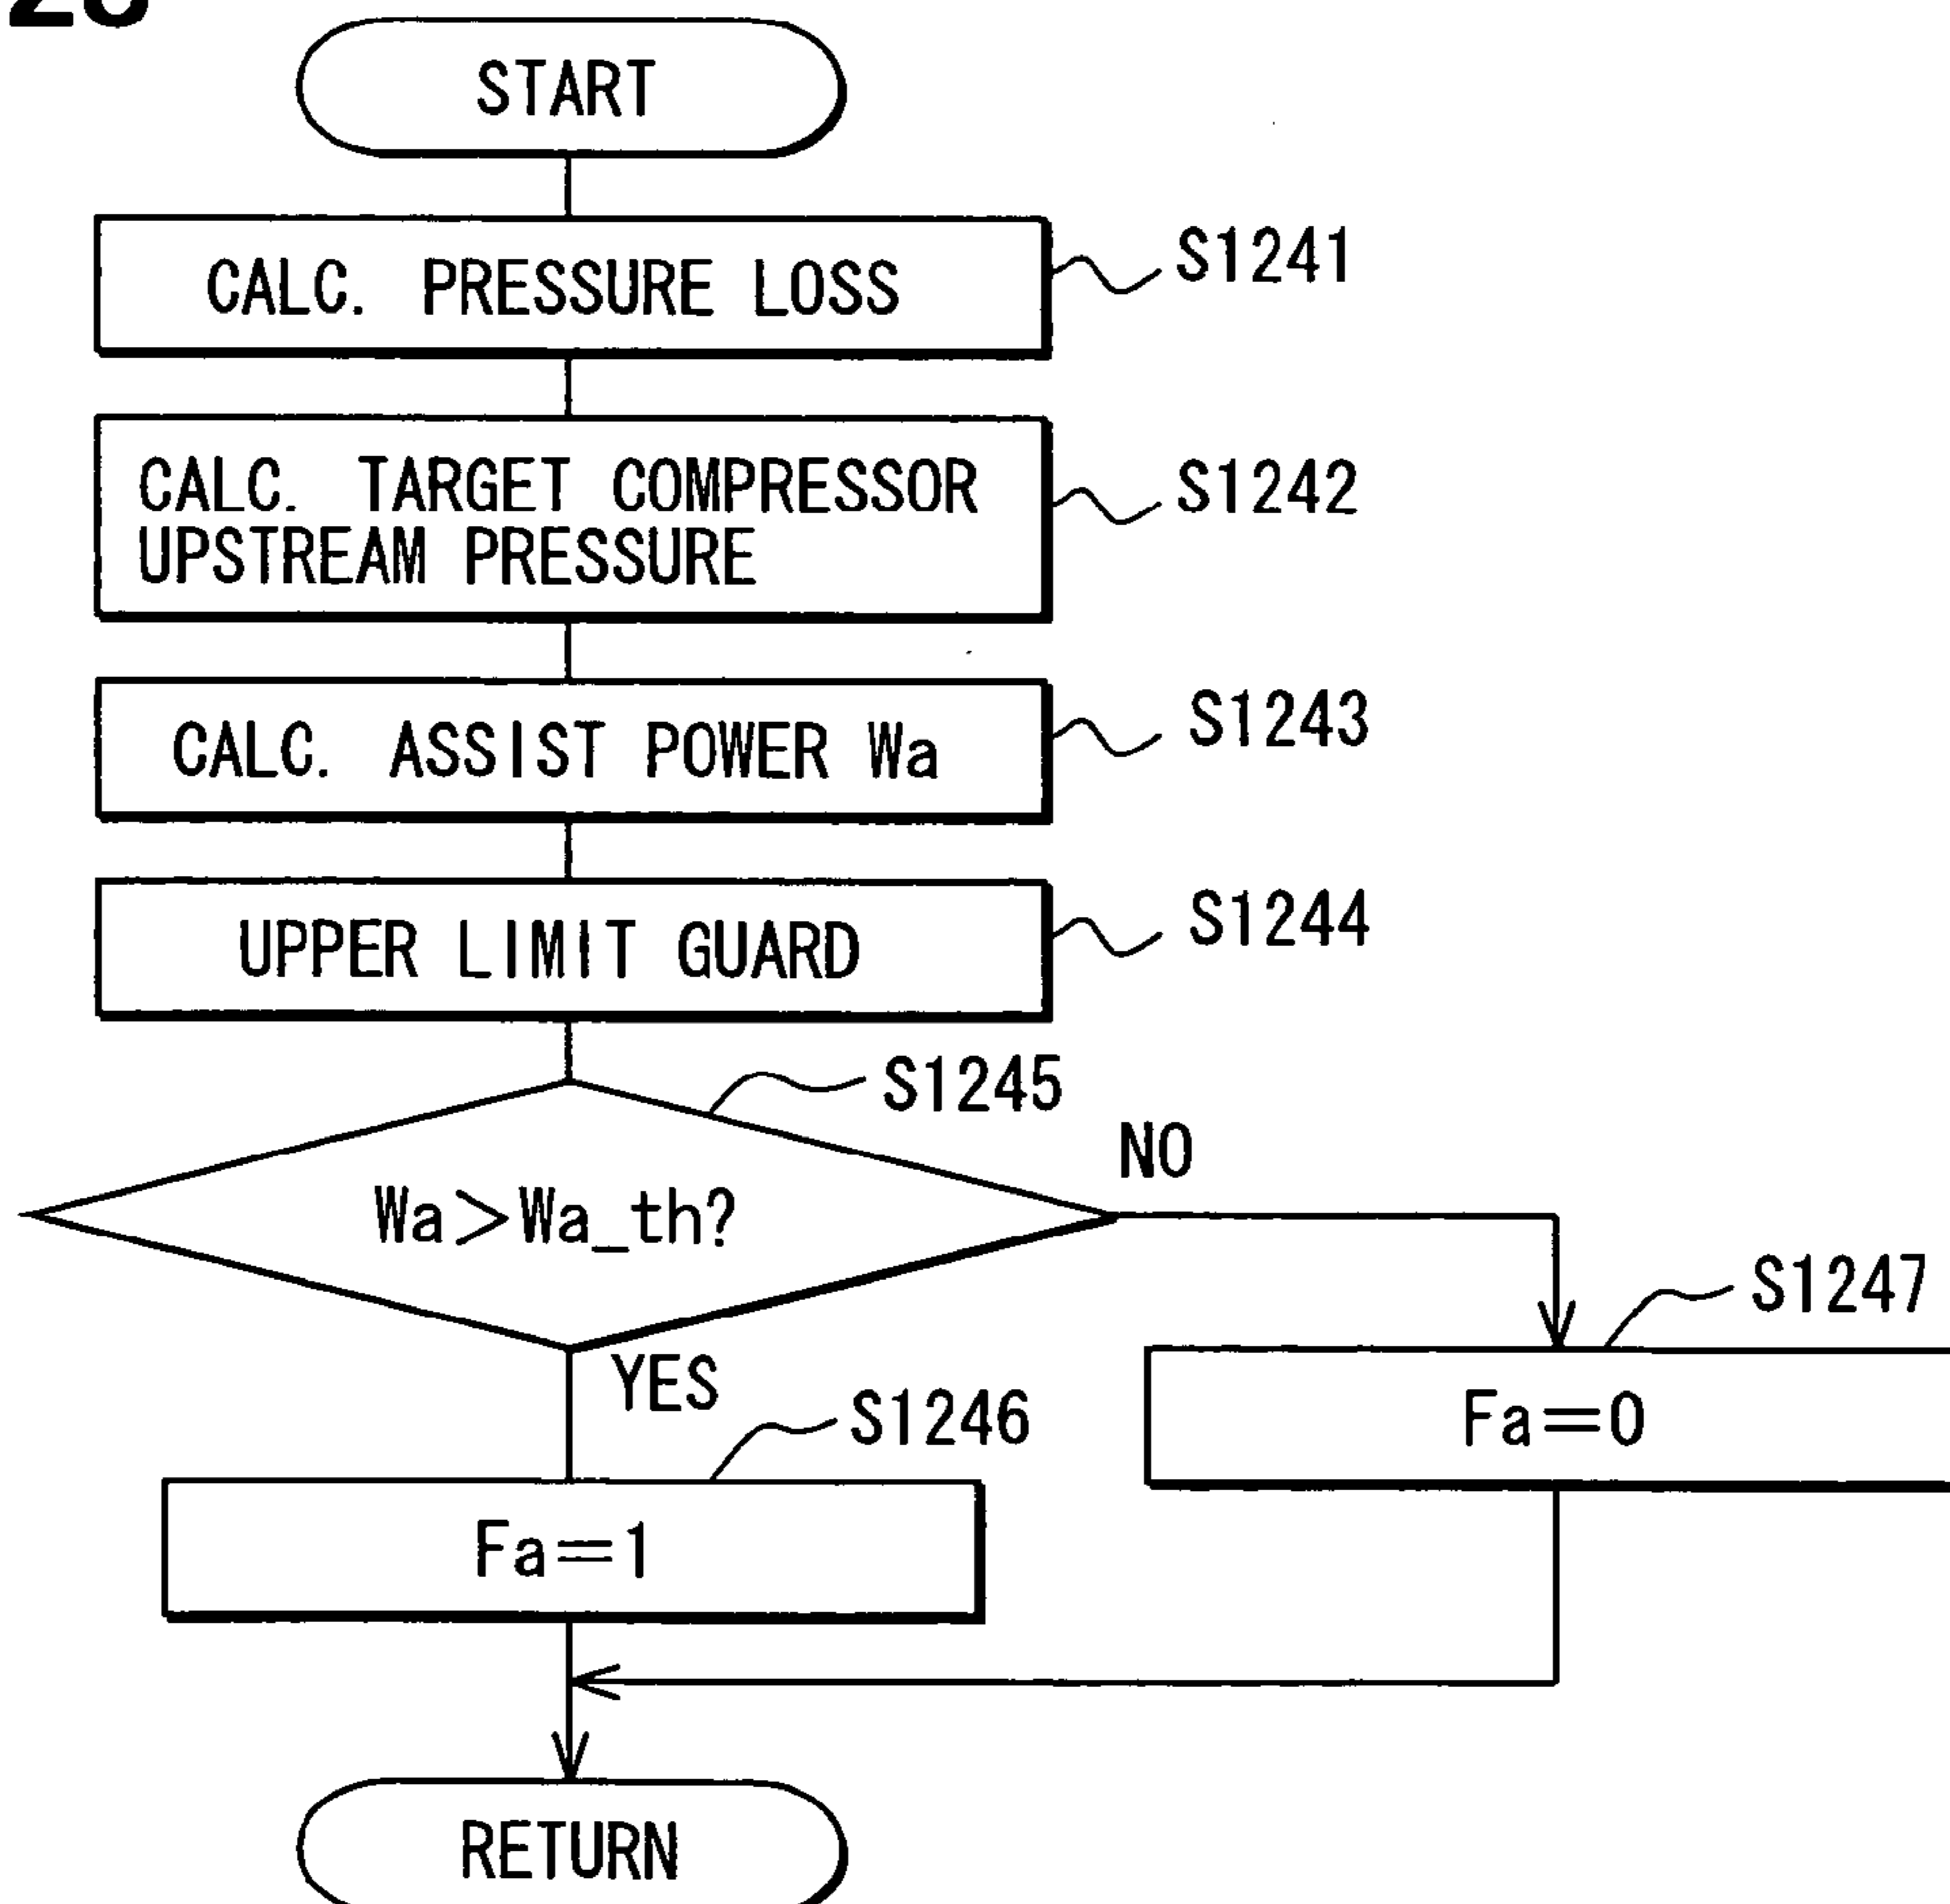 START
CALC. PRESSURE LOSS
S1241
CALC. TARGET COMPRESSOR
UPSTREAM PRESSURE
S1242
CALC. ASSIST POWER Wa
S1243
UPPER LIMIT GUARD
S1244
S1245
Wa>Wa_th?
NO
YES
S1247
Fa=0
S1246
Fa=1
RETURN